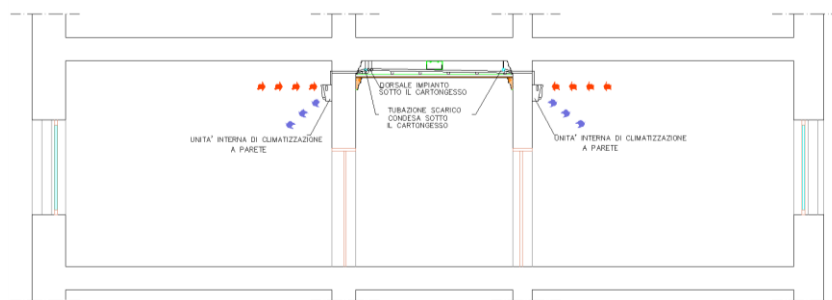 DORSALE IMPIANTO
SOTTO IL CARTONGESSO
TUBAZIONE SCARICO
CONDESA SOTTO
IL CARTONGESSO
UNITA' INTERNA DI CLIMATIZZAZIONE
A PARETE
UNITA' INTERNA DI CLIMATIZZAZIONE
A PARETE